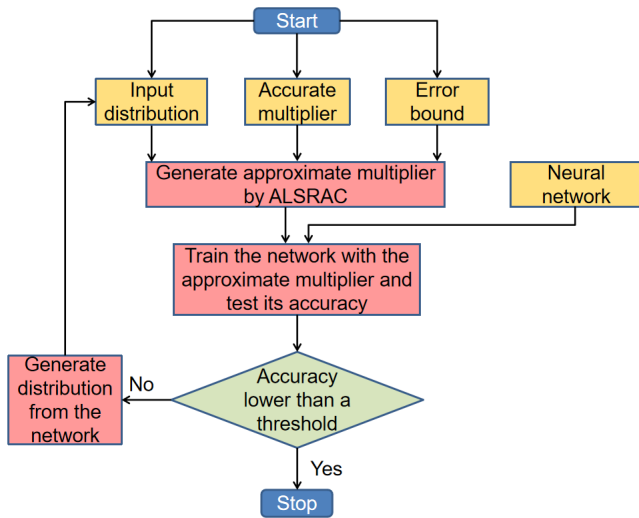 Start
Input
distribution
Accurate
multiplier
Error
bound
Generate approximate multiplier
by ALSRAC
Neural
network
Train the network with the
approximate multiplier and
test its accuracy
Generate
distribution
from the
network
No
Accuracy
lower than a
threshold
Yes
Stop